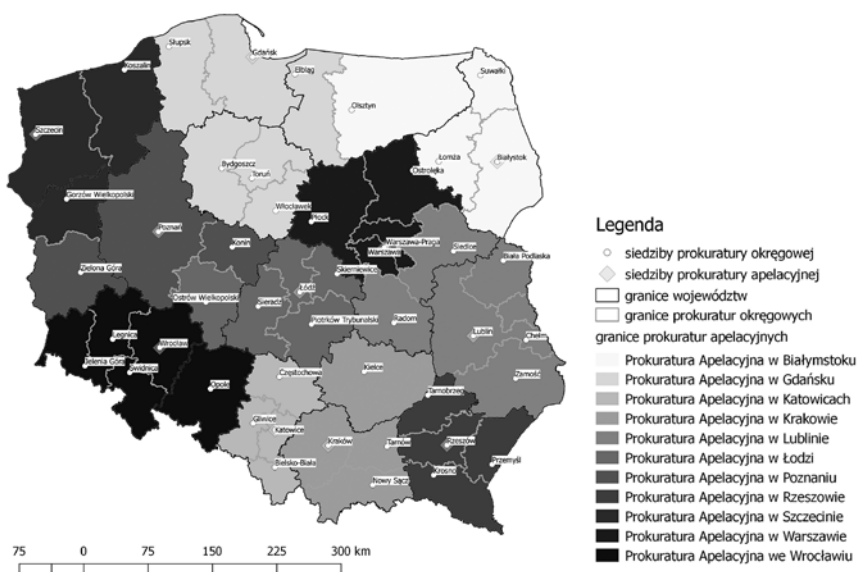 Słupsk
Gdańsk
Koszalin
Elbląg
Suwałki
Olsztyn
Szczecin
Łomża
Białystok
Bydgoszcz
Toruń
Ostrołęka
Gorzów Wielkopolski
Włocławek
Płock
Poznań
Konin
Warszawa-Praga
Warszawa
Siedlce
Biała Podlaska
Zielona Góra
Skierniewice
Łódź
Ostrów Wielkopolski
Sieradz
Piotrków Trybunalski
Radom
Legnica
Wrocław
Lublin
Chełm
Jelenia Góra
Świdnica
Opole
Częstochowa
Kielce
Zamość
Tarnobrzeg
Gliwice
Katowice
Kraków
Tarnów
Rzeszów
Bielsko-Biała
Przemyśl
Krosno
Nowy Sącz
75 0 75 150 225 300 km
Legenda
siedziby prokuratury okręgowej
siedziby prokuratury apelacyjnej
granice województw
granice prokuratur okręgowych
granice prokuratur apelacyjnych
Prokuratura Apelacyjna w Białymstoku
Prokuratura Apelacyjna w Gdańsku
Prokuratura Apelacyjna w Katowicach
Prokuratura Apelacyjna w Krakowie
Prokuratura Apelacyjna w Lublinie
Prokuratura Apelacyjna w Łodzi
Prokuratura Apelacyjna w Poznaniu
Prokuratura Apelacyjna w Rzeszowie
Prokuratura Apelacyjna w Szczecinie
Prokuratura Apelacyjna w Warszawie
Prokuratura Apelacyjna we Wrocławiu